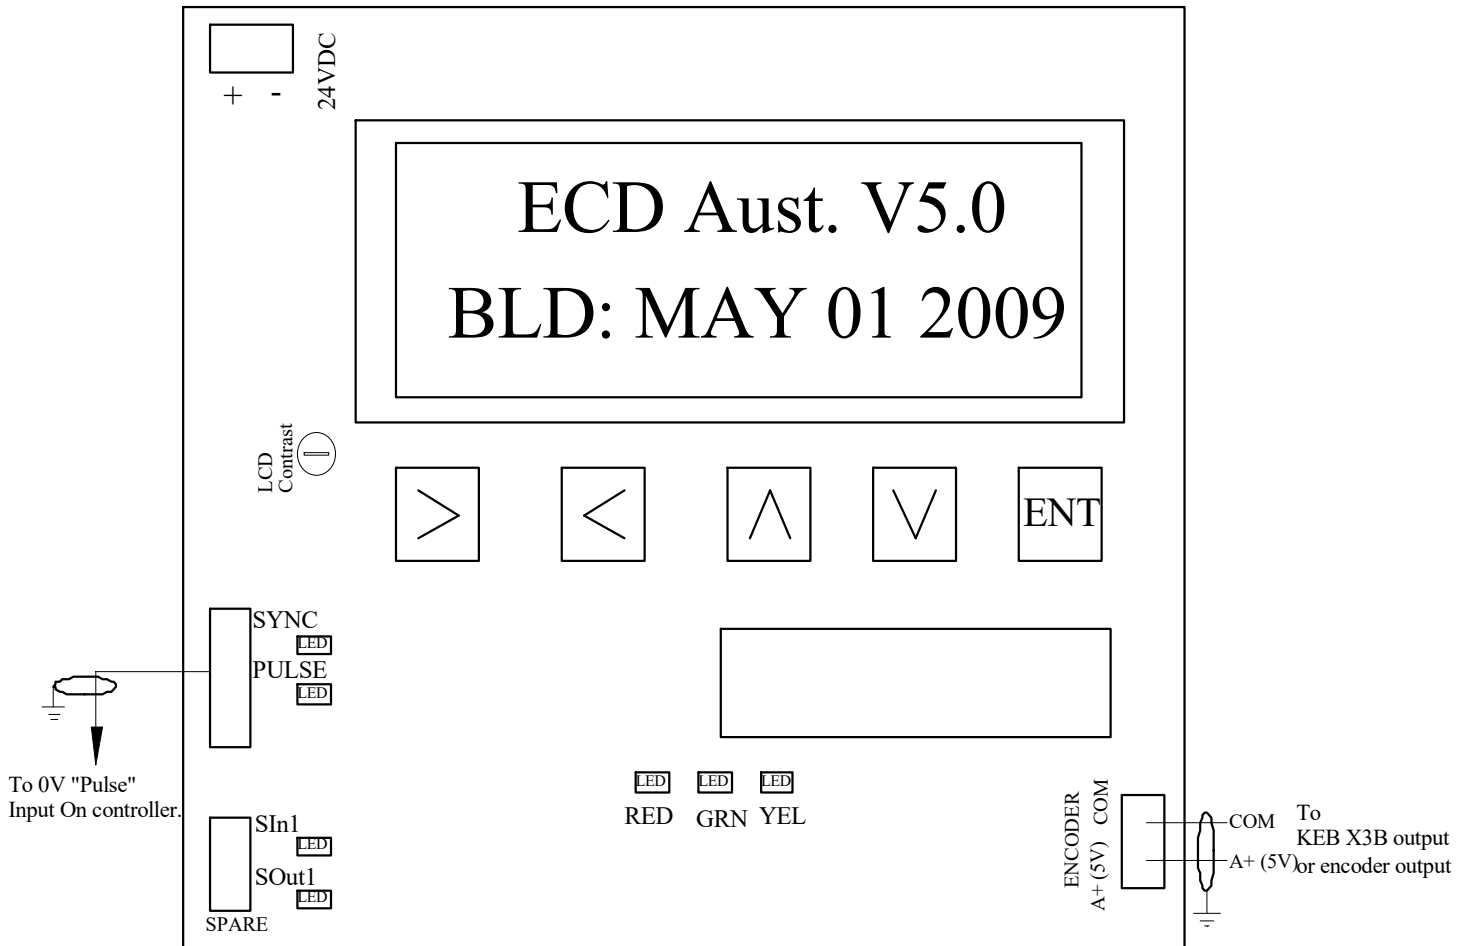 24VDC
+ -
ECD Aust. V5.0
BLD: MAY 01 2009
LCD
Contrast
> < ∧ ∨ ENT
SYNC
LED
PULSE
LED
To 0V "Pulse"
Input On controller.
LED LED LED
RED GRN YEL
SIn1
LED
SOut1
LED
SPARE
ENCODER
A+ (5V) COM
COM
A+ (5V)
To
KEB X3B output
or encoder output